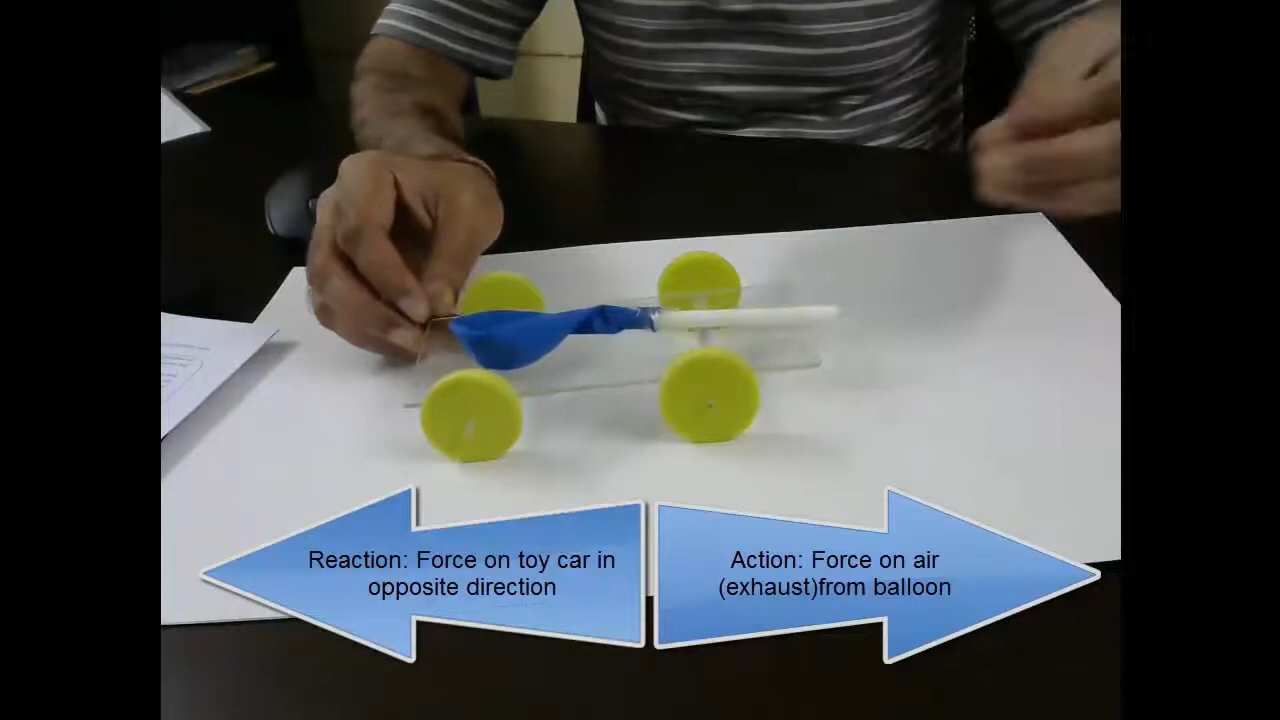 Reaction: Force on toy car in
opposite direction
Action: Force on air
(exhaust)from balloon